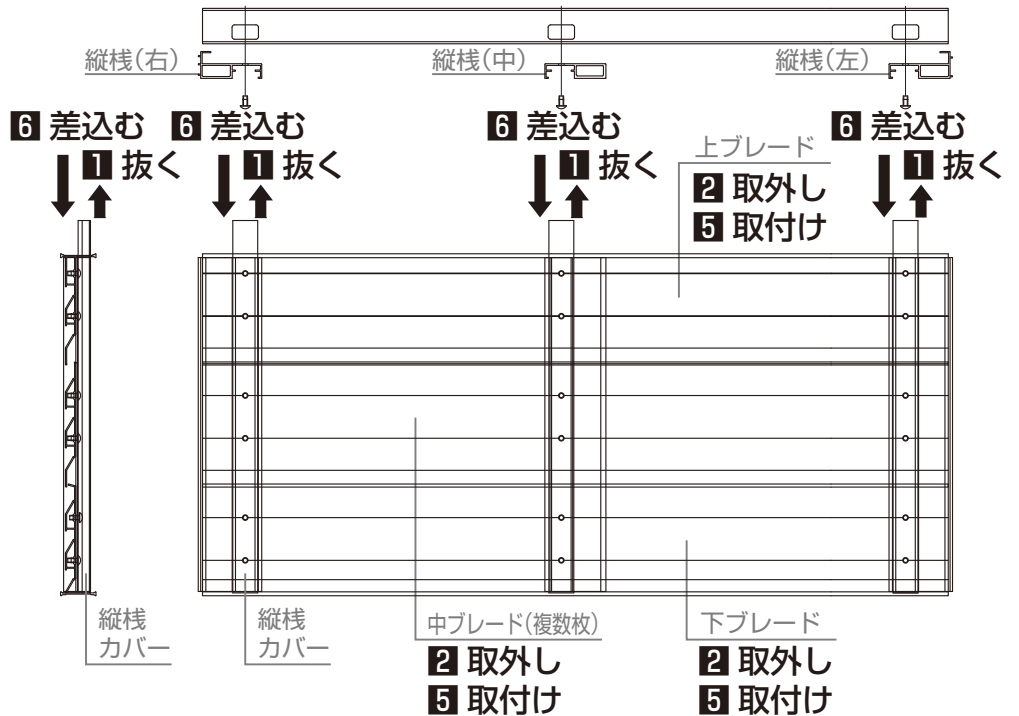 縦桟(右)
縦桟(中)
縦桟(左)
6 差込む
1 抜く
6 差込む
1 抜く
6 差込む
1 抜く
6 差込む
1 抜く
上ブレード
2 取外し
5 取付け
縦桟
カバー
縦桟
カバー
中ブレード(複数枚)
2 取外し
5 取付け
下ブレード
2 取外し
5 取付け